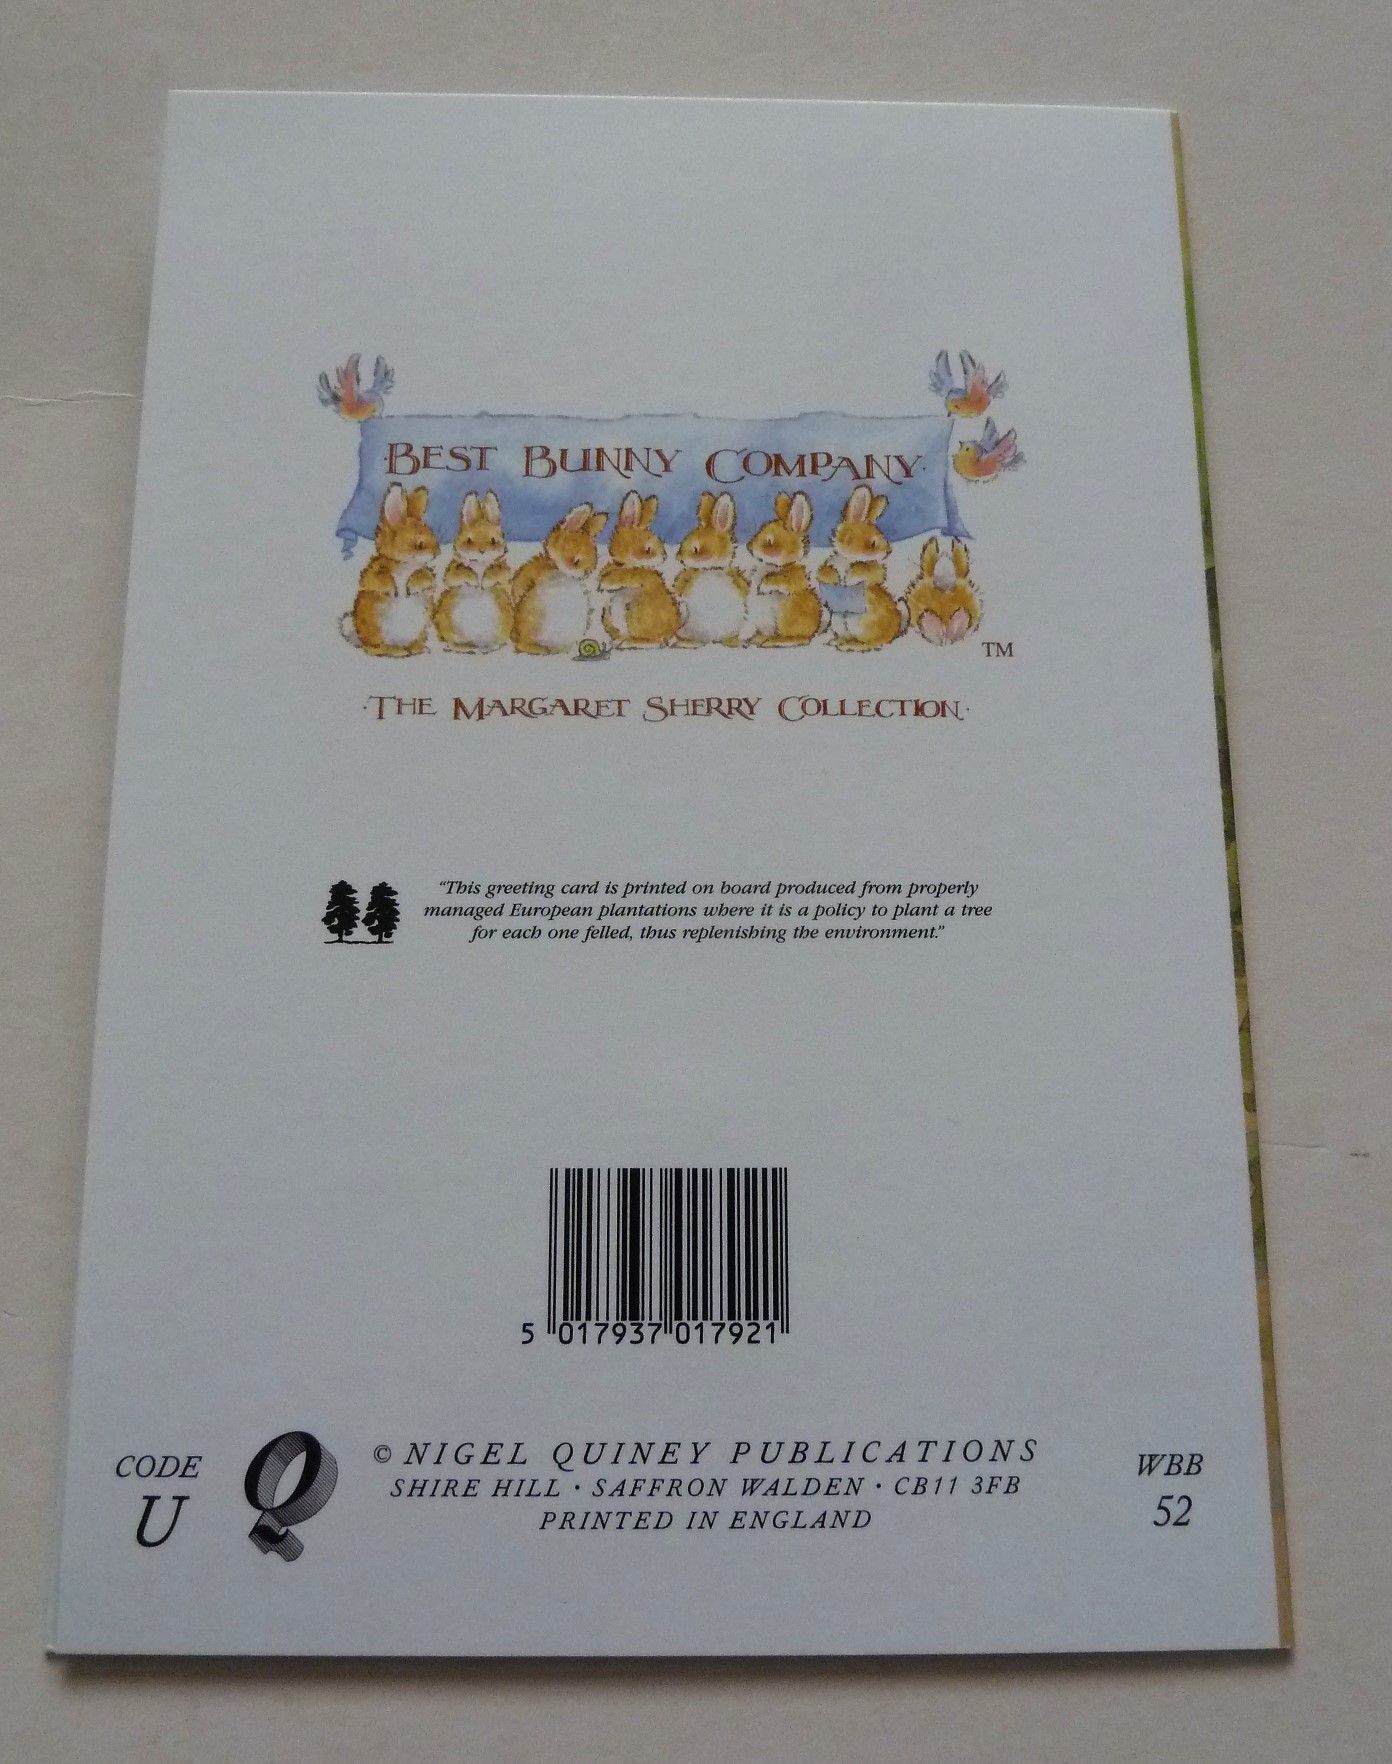 ·BEST BUNNY COMPANY·
TM
·THE MARGARET SHERRY COLLECTION·
"This greeting card is printed on board produced from properly
managed European plantations where it is a policy to plant a tree
for each one felled, thus replenishing the environment."
5 017937 017921
CODE
U
Q
© NIGEL QUINEY PUBLICATIONS
SHIRE HILL · SAFFRON WALDEN · CB11 3FB
PRINTED IN ENGLAND
WBB
52